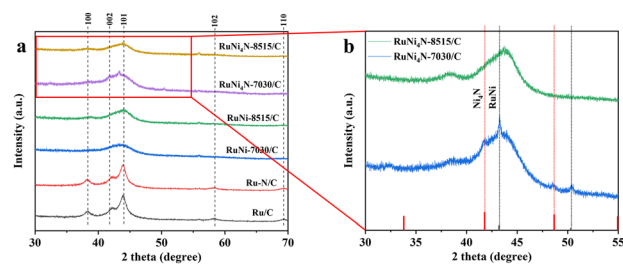 -100
-002
-101
-102
-110
a
RuNi₄N-8515/C
RuNi₄N-7030/C
RuNi-8515/C
RuNi-7030/C
Ru-N/C
Ru/C
Intensity (a.u.)
30 40 50 60 70
2 theta (degree)
b
RuNi₄N-8515/C
RuNi₄N-7030/C
Ni₄N
RuNi
Intensity (a.u.)
30 35 40 45 50 55
2 theta (degree)